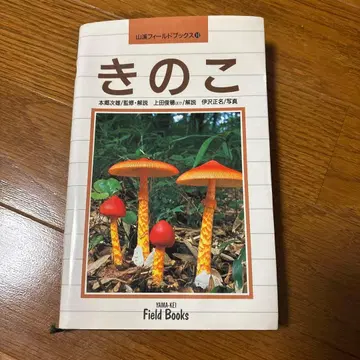 山溪フィールドブックス⑩
きのこ
本郷次雄/監修・解説 上田俊穂ほか/解説 伊沢正名/写真
YAMA-KEI
Field Books